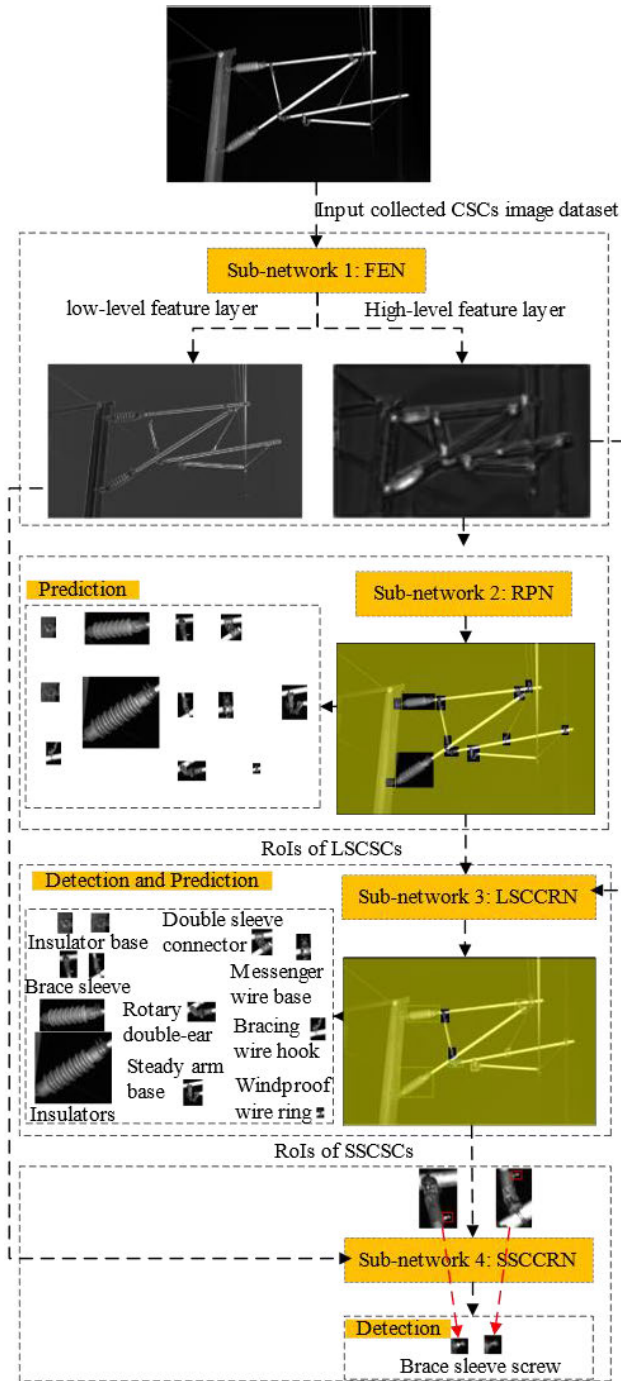 Input collected CSCs image dataset
Sub-network 1: FEN
low-level feature layer
High-level feature layer
Prediction
Sub-network 2: RPN
RoIs of LSCSCs
Detection and Prediction
Sub-network 3: LSCCRN
Insulator base
Double sleeve
connector
Brace sleeve
Messenger
wire base
Rotary
double-ear
Bracing
wire hook
Steady arm
base
Windproof
wire ring
Insulators
RoIs of SSCSCs
Sub-network 4: SSCCRN
Detection
Brace sleeve screw